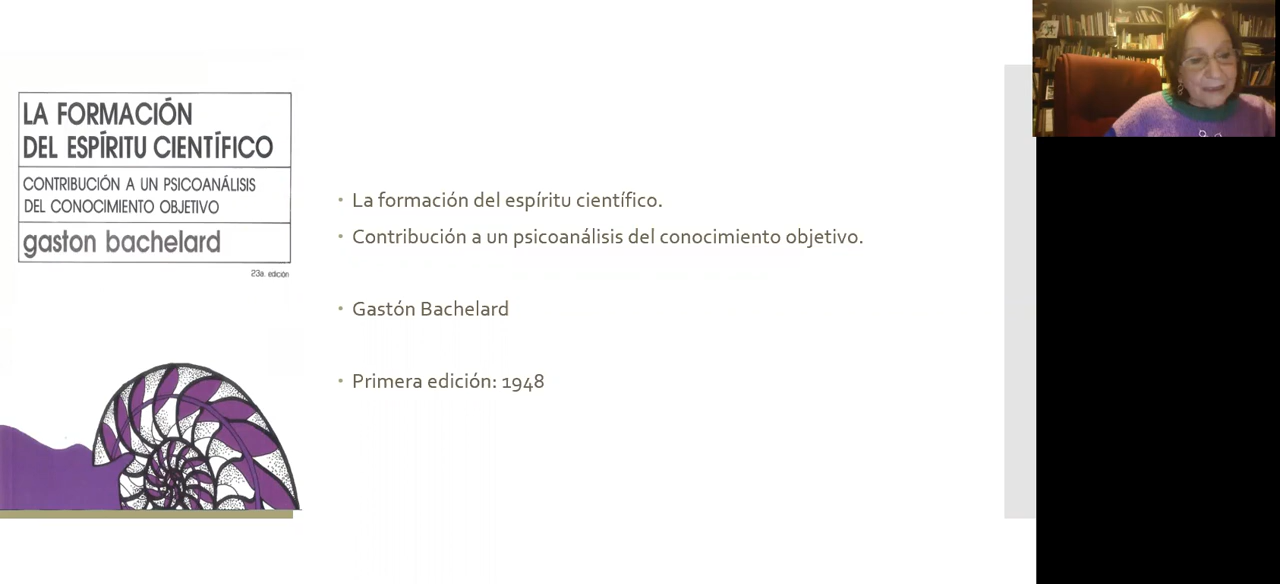 LA FORMACIÓN
DEL ESPÍRITU CIENTÍFICO
CONTRIBUCIÓN A UN PSICOANÁLISIS
DEL CONOCIMIENTO OBJETIVO
gaston bachelard
23a. edición
• La formación del espíritu científico.
• Contribución a un psicoanálisis del conocimiento objetivo.
• Gastón Bachelard
• Primera edición: 1948